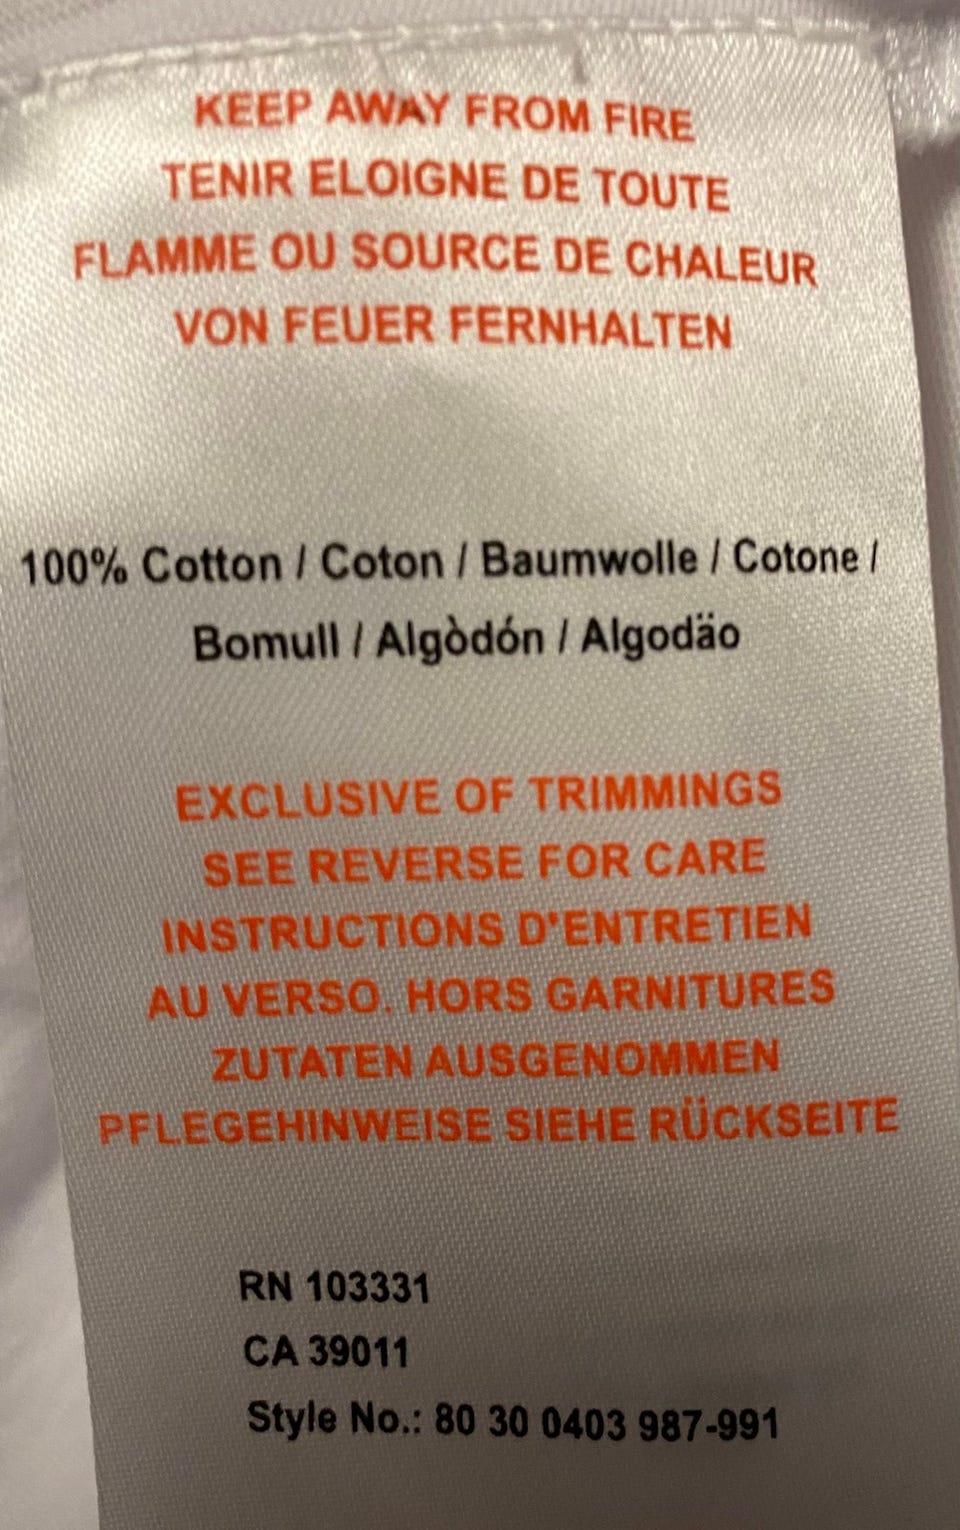 KEEP AWAY FROM FIRE
TENIR ELOIGNE DE TOUTE
FLAMME OU SOURCE DE CHALEUR
VON FEUER FERNHALTEN
100% Cotton / Coton / Baumwolle / Cotone /
Bomull / Algòdón / Algodäo
EXCLUSIVE OF TRIMMINGS
SEE REVERSE FOR CARE
INSTRUCTIONS D'ENTRETIEN
AU VERSO. HORS GARNITURES
ZUTATEN AUSGENOMMEN
PFLEGEHINWEISE SIEHE RÜCKSEITE
RN 103331
CA 39011
Style No.: 80 30 0403 987-991